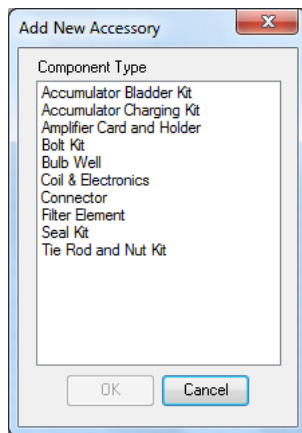 Add New Accessory
Component Type
Accumulator Bladder Kit
Accumulator Charging Kit
Amplifier Card and Holder
Bolt Kit
Bulb Well
Coil & Electronics
Connector
Filter Element
Seal Kit
Tie Rod and Nut Kit
OK
Cancel